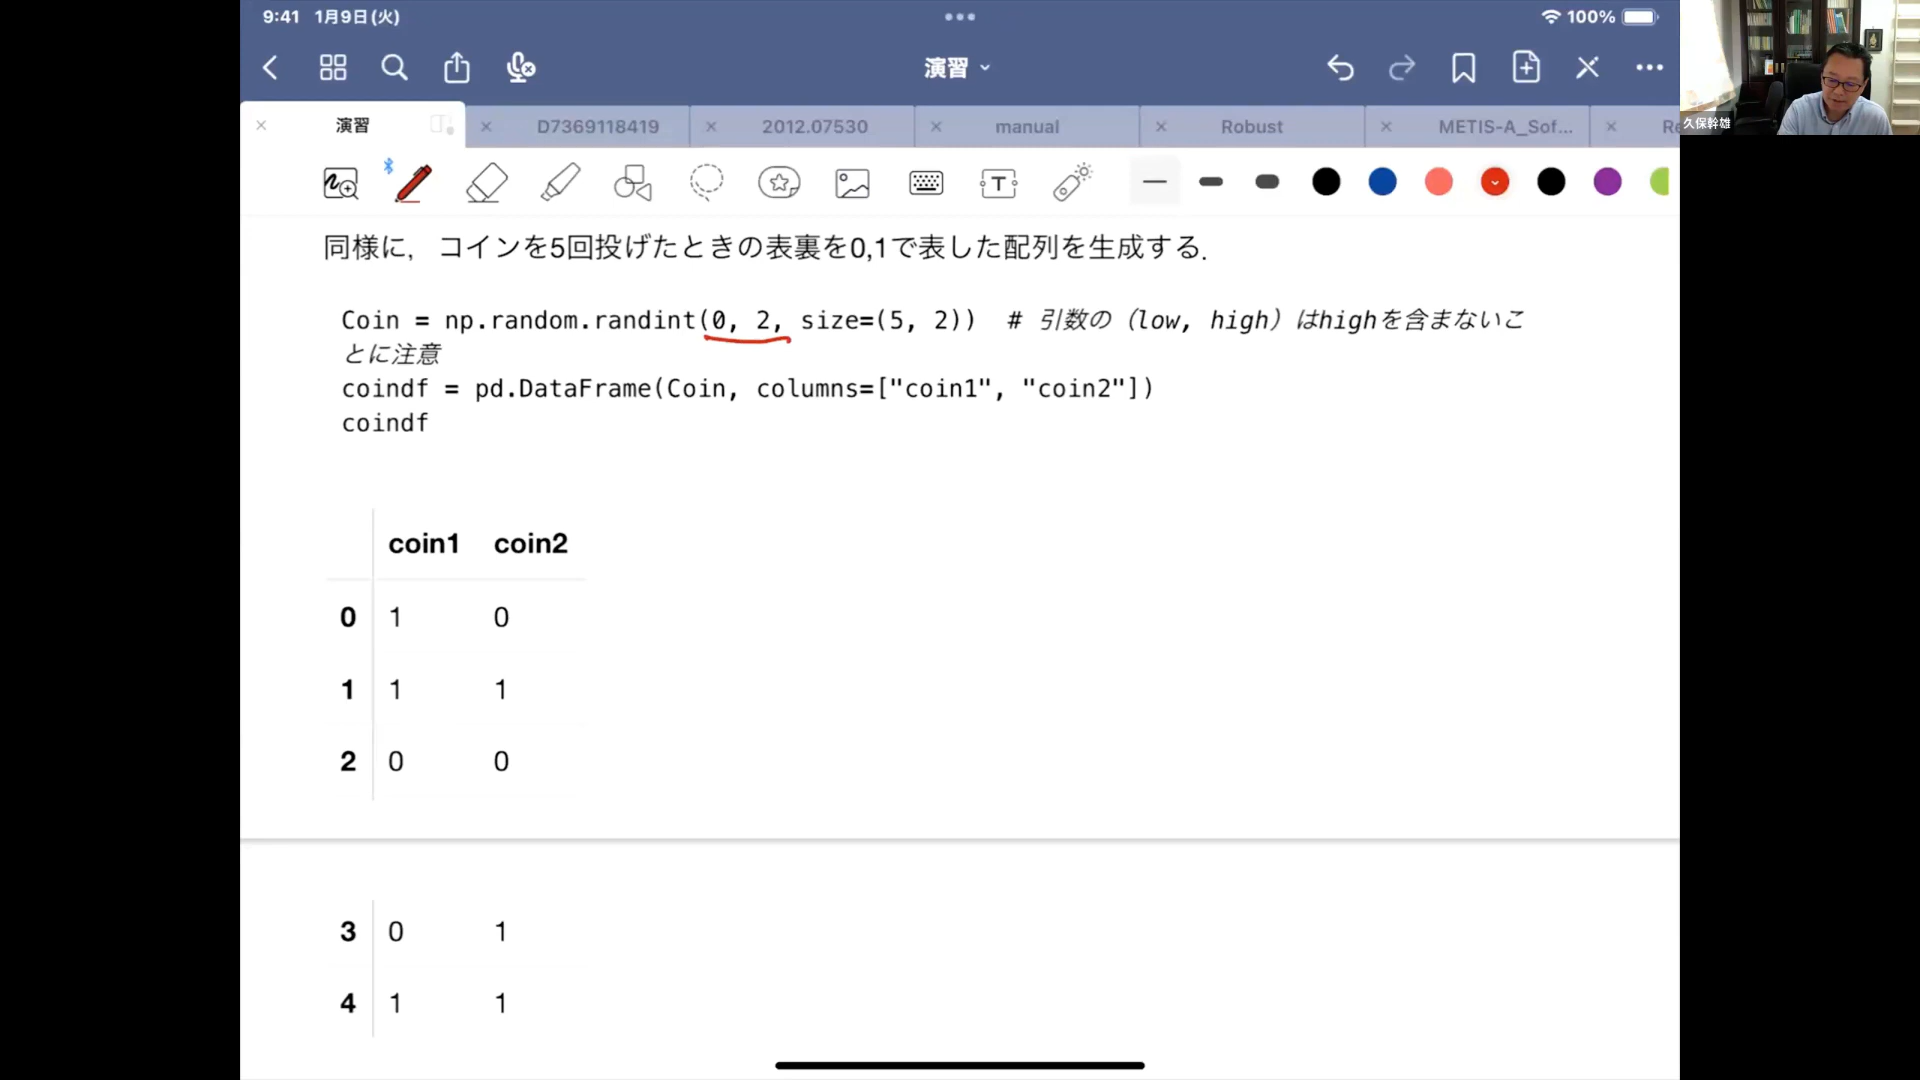 9:41 1月9日(火)
100%
演習
演習
D7369118419
2012.07530
manual
Robust
METIS-A_Sof...
久保幹雄
同様に, コインを5回投げたときの表裏を0,1で表した配列を生成する.
Coin = np.random.randint(0, 2, size=(5, 2)) # 引数の (low, high) はhighを含まないこ
とに注意
coindf = pd.DataFrame(Coin, columns=["coin1", "coin2"])
coindf
coin1 coin2
0 1 0
1 1 1
2 0 0
3 0 1
4 1 1